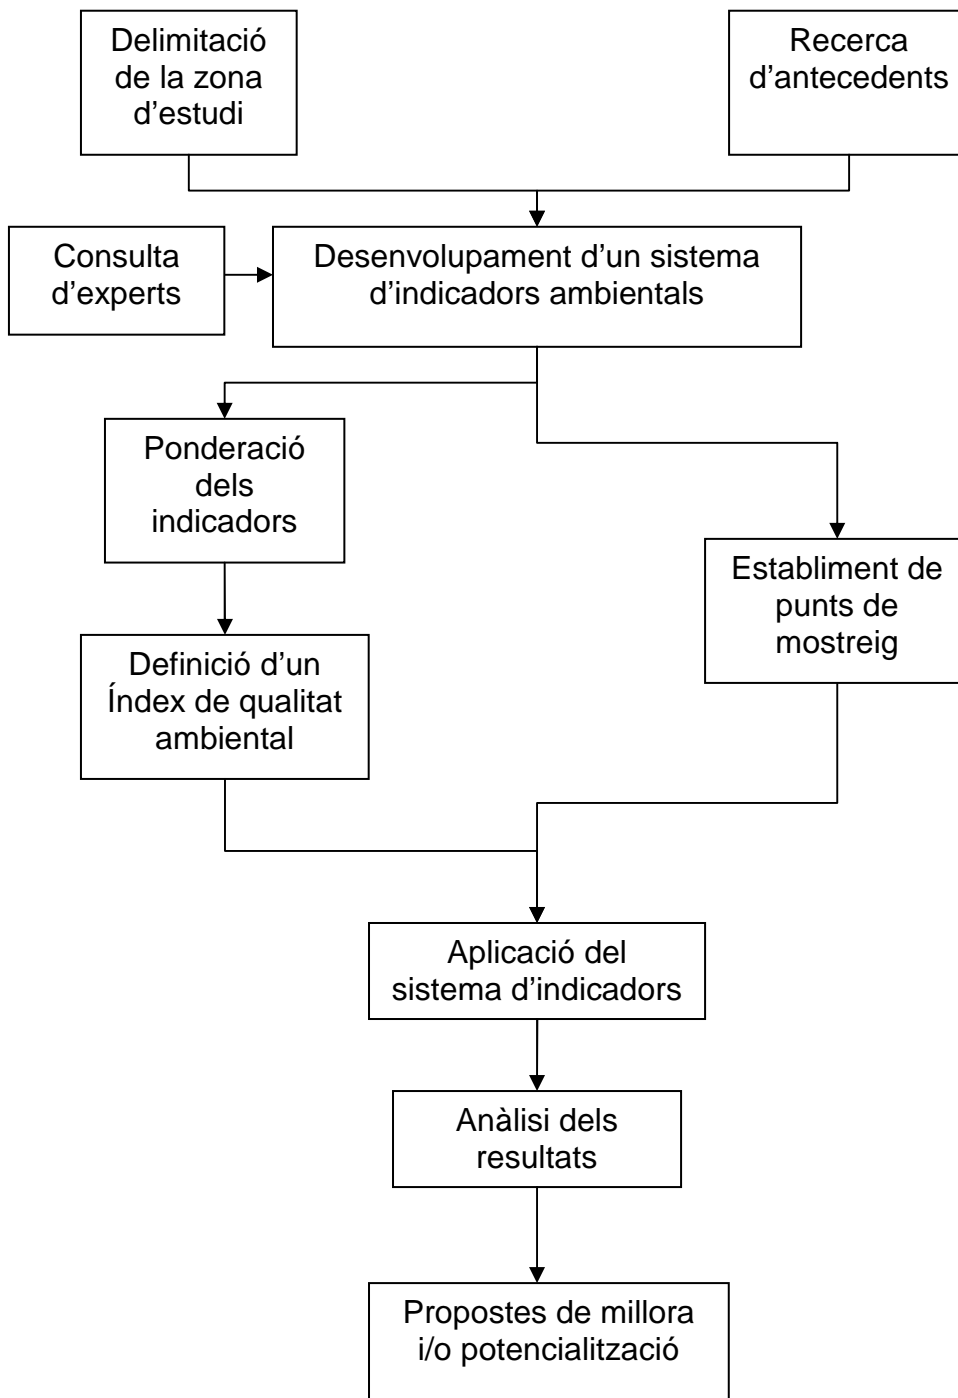 Delimitació
de la zona
d’estudi
Recerca
d’antecedents
Consulta
d’experts
Desenvolupament d’un sistema
d’indicadors ambientals
Ponderació
dels
indicadors
Establiment de
punts de
mostreig
Definició d’un
Índex de qualitat
ambiental
Aplicació del
sistema d’indicadors
Anàlisi dels
resultats
Propostes de millora
i/o potencialització